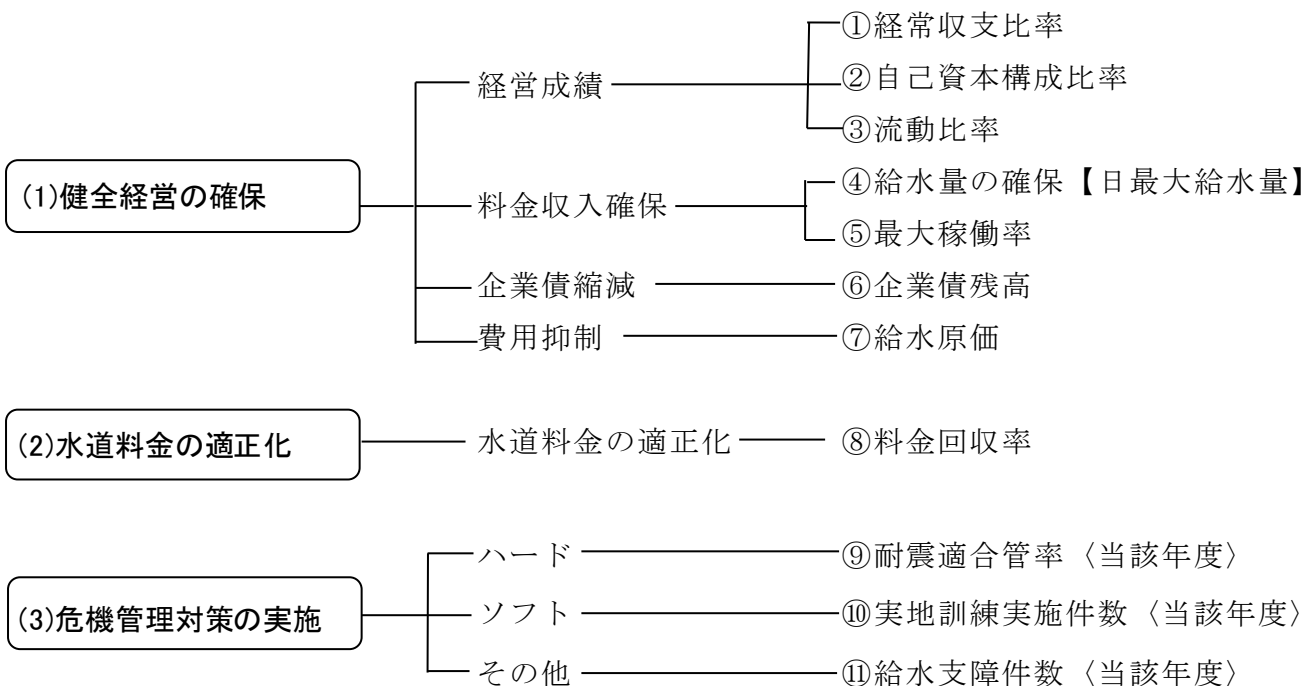 (1)健全経営の確保
経営成績
①経常収支比率
②自己資本構成比率
③流動比率
料金収入確保
④給水量の確保【日最大給水量】
⑤最大稼働率
企業債縮減
⑥企業債残高
費用抑制
⑦給水原価
(2)水道料金の適正化
水道料金の適正化
⑧料金回収率
(3)危機管理対策の実施
ハード
⑨耐震適合管率〈当該年度〉
ソフト
⑩実地訓練実施件数〈当該年度〉
その他
⑪給水支障件数〈当該年度〉